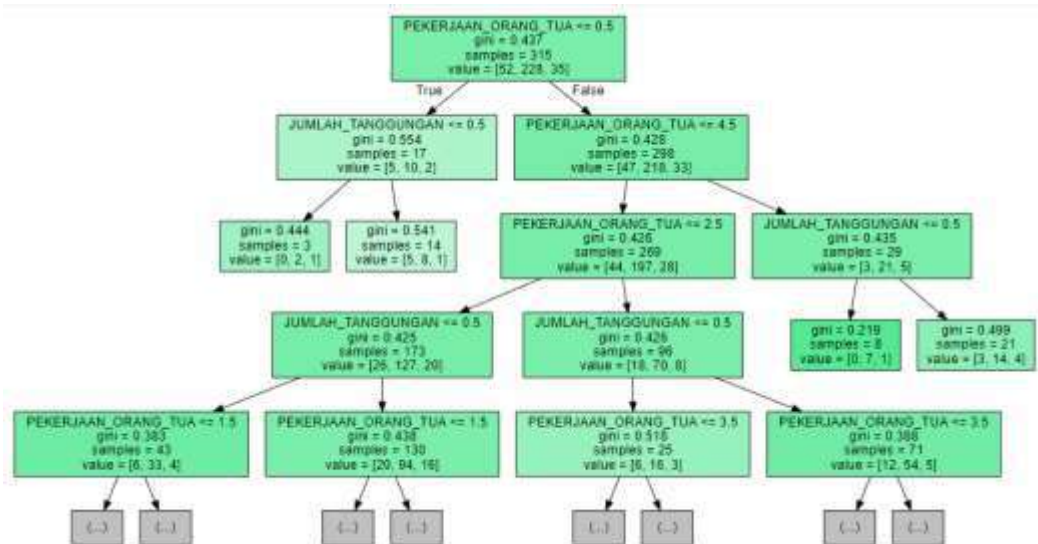 PEKERJAAN_ORANG_TUA <= 0.5
gini = 0.437
samples = 315
value = [52, 228, 35]
True
False
JUMLAH_TANGGUNGAN <= 0.5
gini = 0.554
samples = 17
value = [5, 10, 2]
PEKERJAAN_ORANG_TUA <= 4.5
gini = 0.428
samples = 298
value = [47, 218, 33]
gini = 0.444
samples = 3
value = [0, 2, 1]
gini = 0.541
samples = 14
value = [5, 8, 1]
PEKERJAAN_ORANG_TUA <= 2.5
gini = 0.426
samples = 269
value = [44, 197, 28]
JUMLAH_TANGGUNGAN <= 0.5
gini = 0.435
samples = 29
value = [3, 21, 5]
JUMLAH_TANGGUNGAN <= 0.5
gini = 0.425
samples = 173
value = [26, 127, 20]
JUMLAH_TANGGUNGAN <= 0.5
gini = 0.426
samples = 96
value = [18, 70, 8]
gini = 0.219
samples = 8
value = [0, 7, 1]
gini = 0.499
samples = 21
value = [3, 14, 4]
PEKERJAAN_ORANG_TUA <= 1.5
gini = 0.383
samples = 43
value = [6, 33, 4]
PEKERJAAN_ORANG_TUA <= 1.5
gini = 0.438
samples = 130
value = [20, 94, 16]
PEKERJAAN_ORANG_TUA <= 3.5
gini = 0.518
samples = 25
value = [6, 16, 3]
PEKERJAAN_ORANG_TUA <= 3.5
gini = 0.388
samples = 71
value = [12, 54, 5]
(...)
(...)
(...)
(...)
(...)
(...)
(...)
(...)